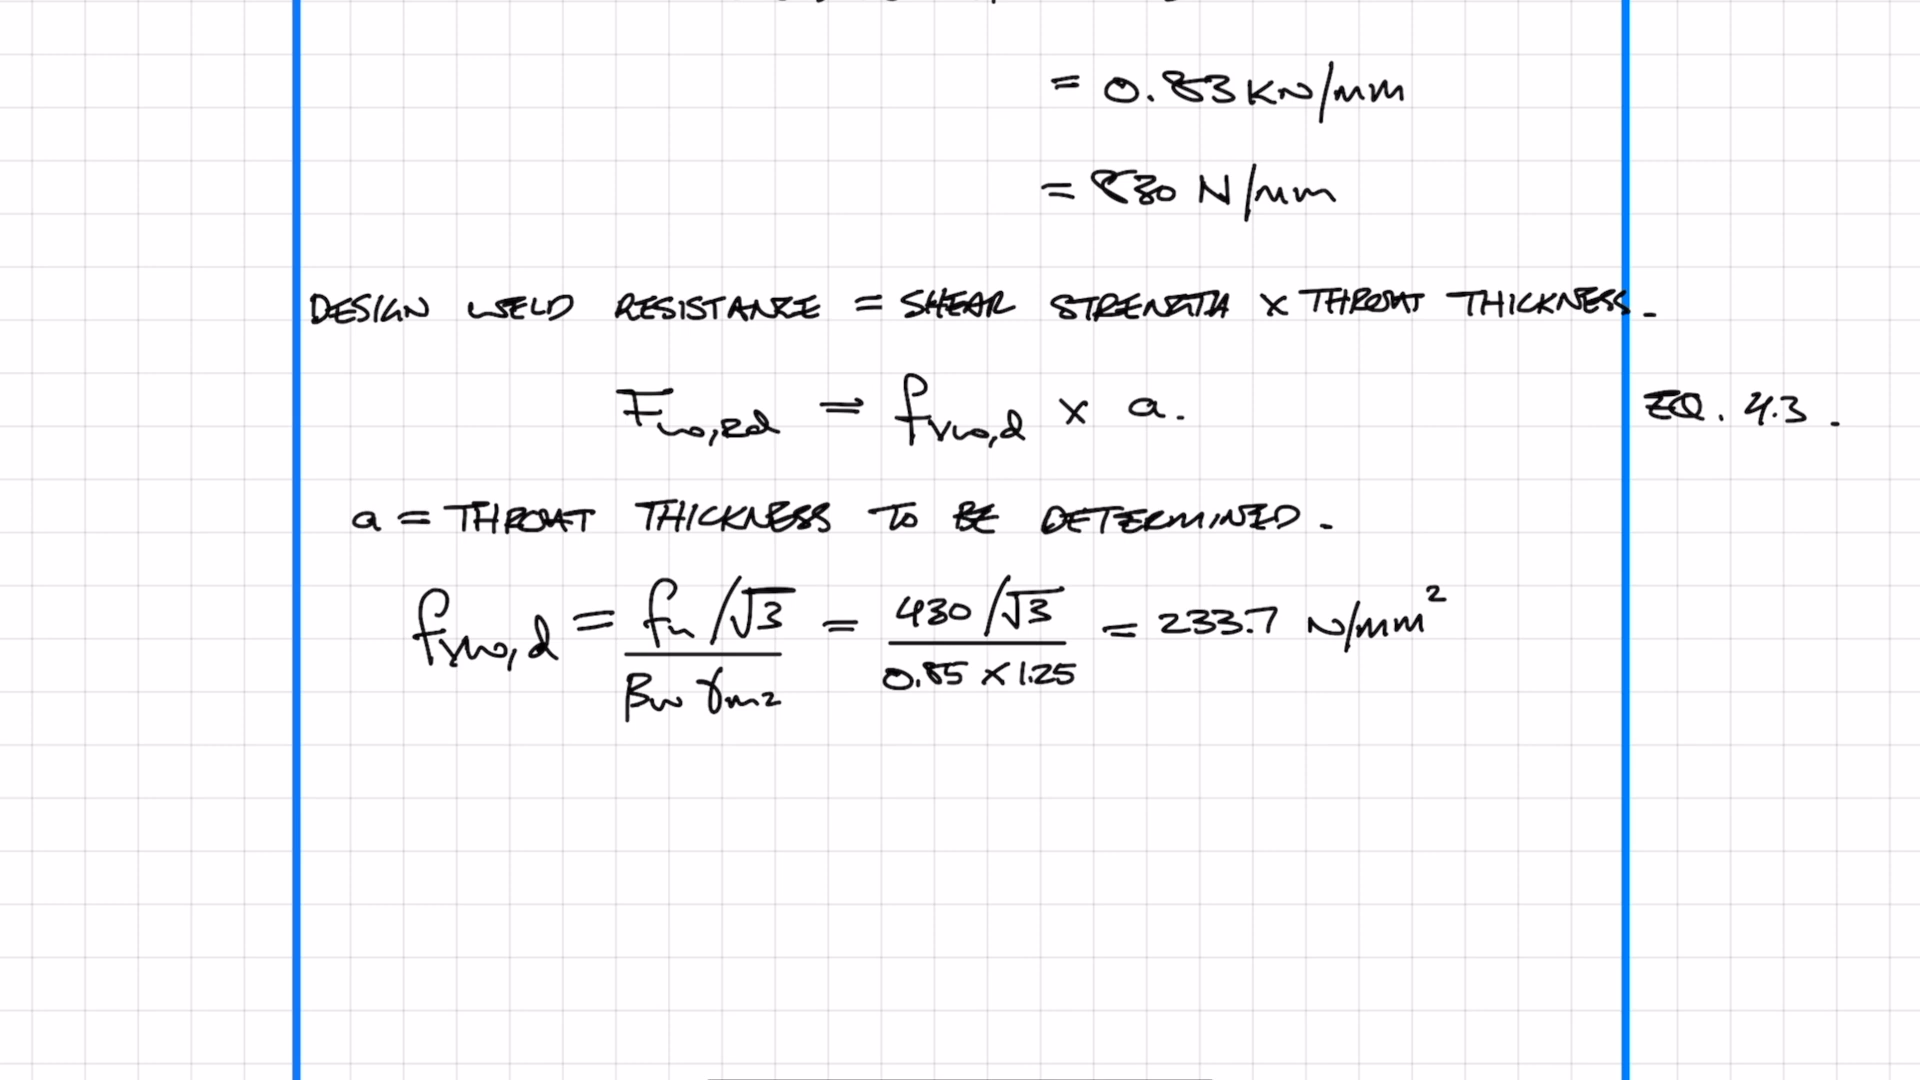 = 0.83 KN/mm
= 830 N/mm
DESIGN WELD RESISTANCE = SHEAR STRENGTH × THROAT THICKNESS.
Fw,Rd = fvw,d × a. EQ. 4.3.
a = THROAT THICKNESS TO BE DETERMINED.
fvw,d = fu/√3 / βw γm2 = 430/√3 / 0.85 × 1.25 = 233.7 N/mm²